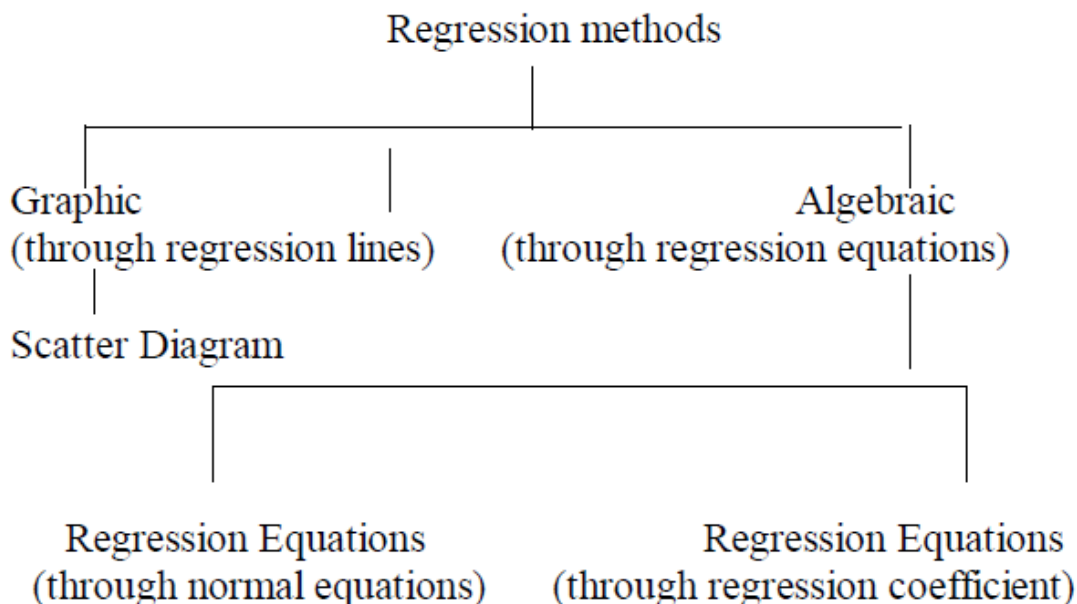 Regression methods
Graphic
(through regression lines)
Algebraic
(through regression equations)
Scatter Diagram
Regression Equations
(through normal equations)
Regression Equations
(through regression coefficient)